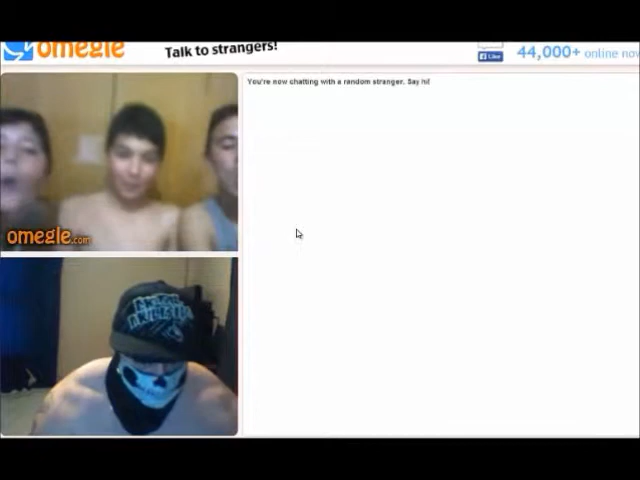 omegle
Talk to strangers!
Like
44,000+ online now
You're now chatting with a random stranger. Say hi!
omegle.com